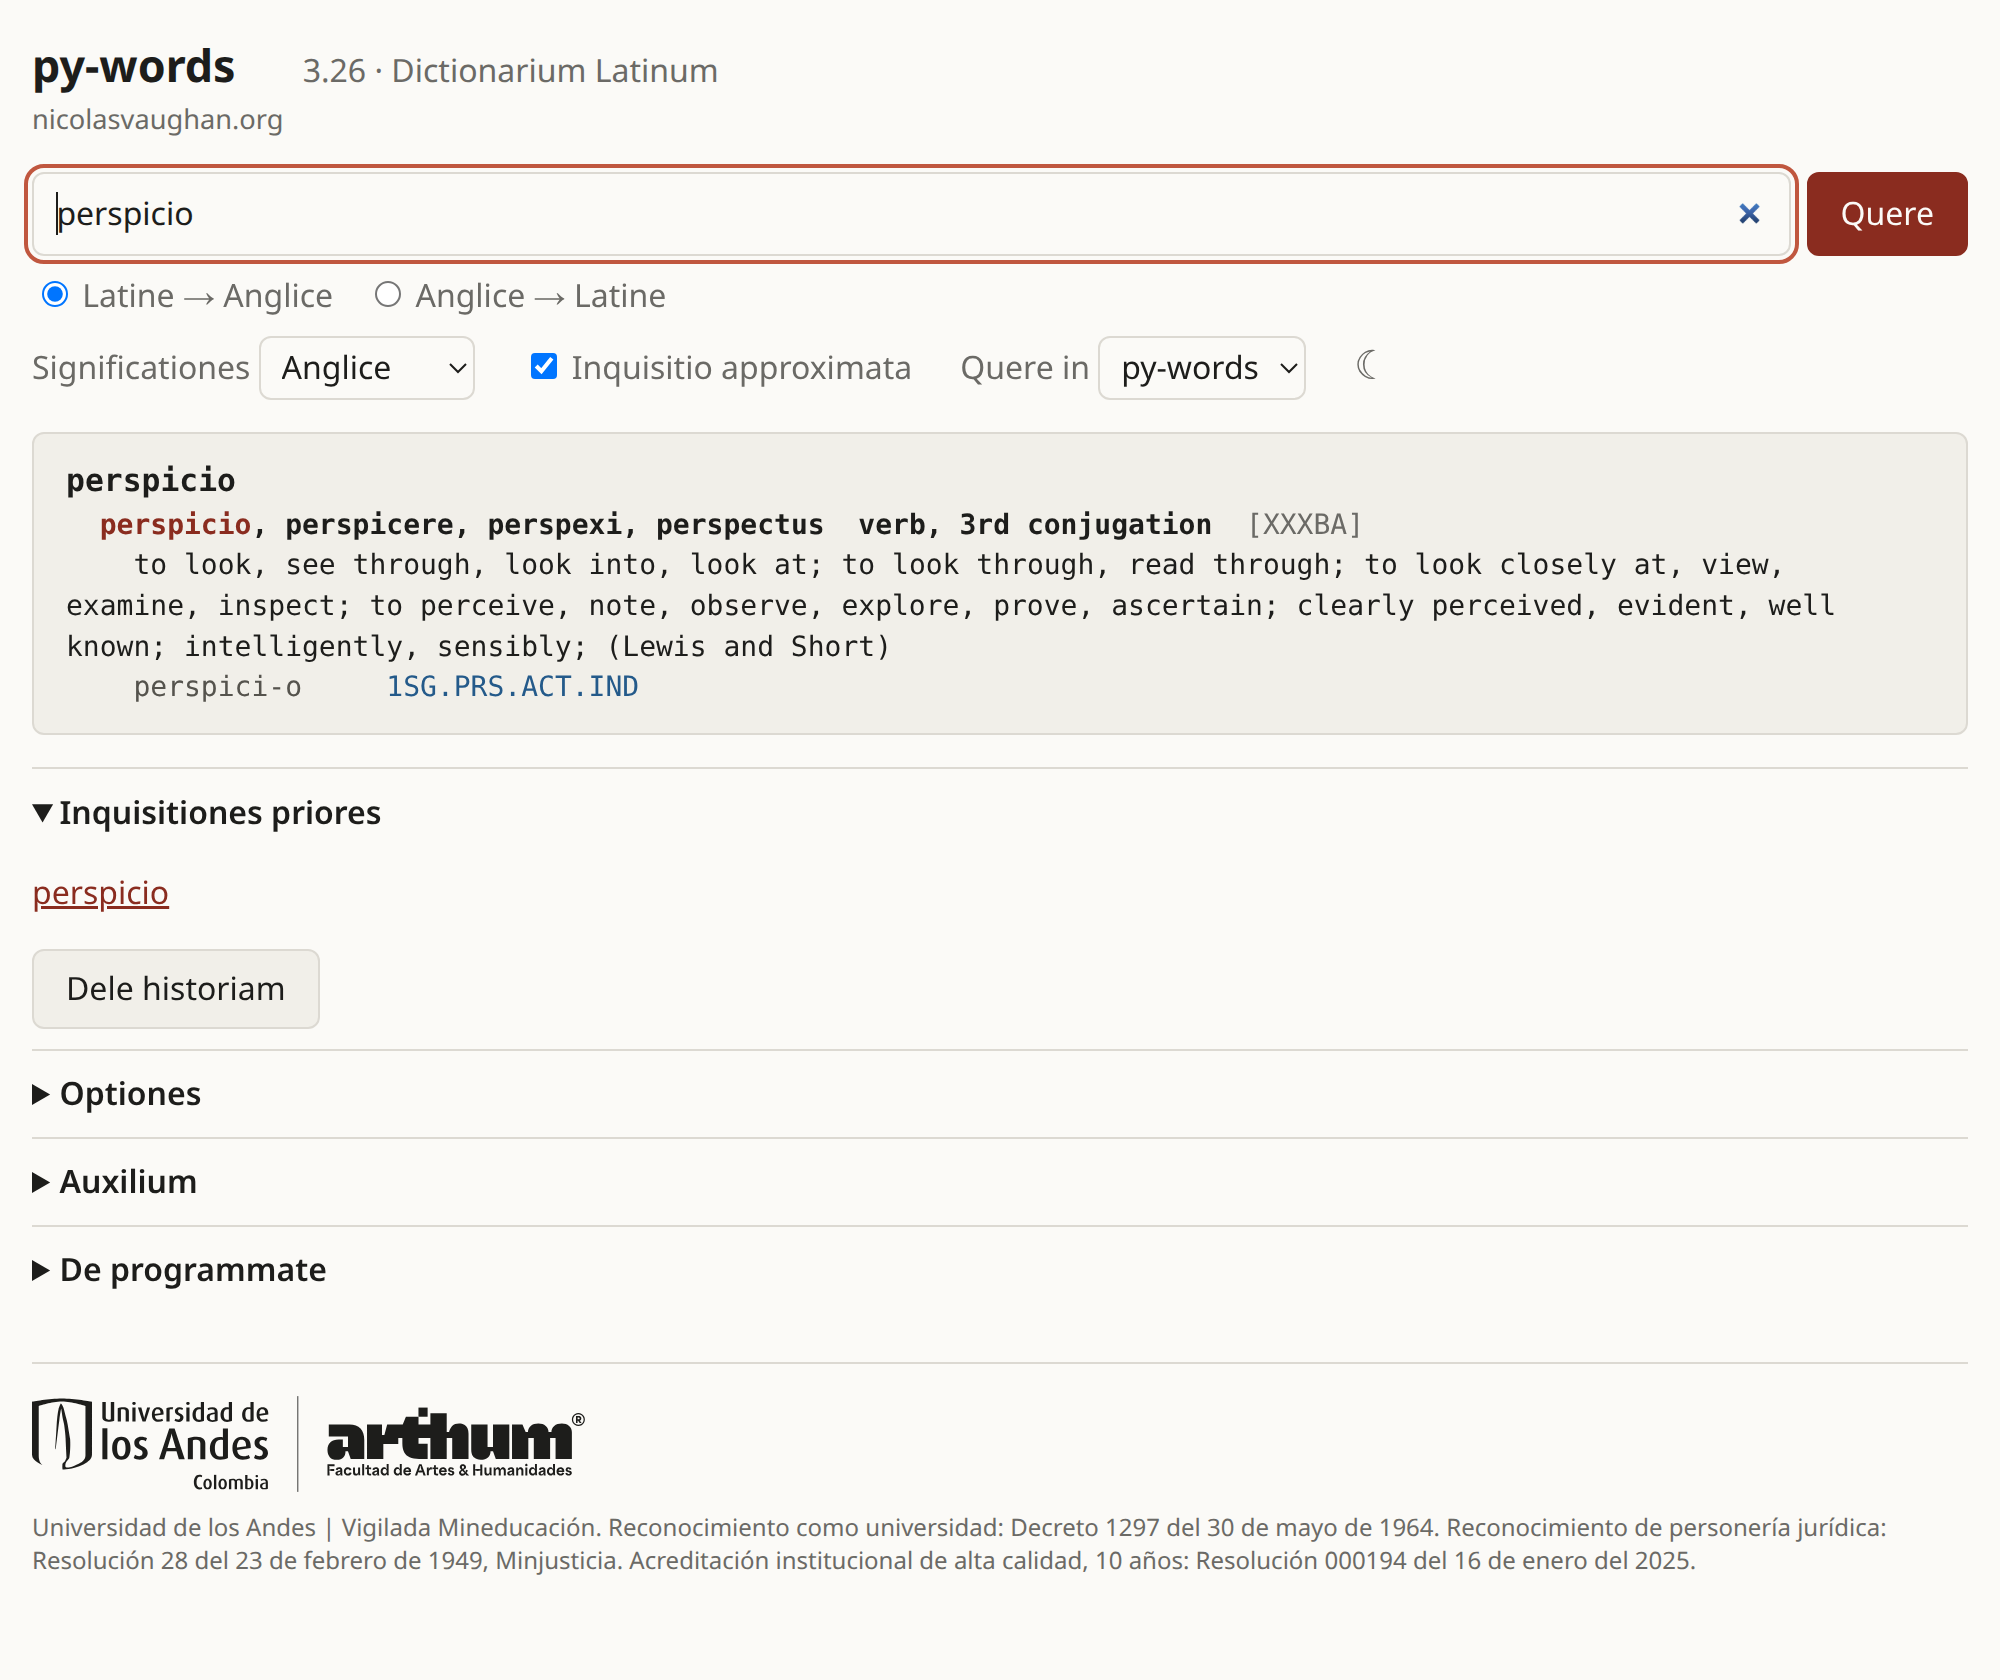 py-words 3.26 · Dictionarium Latinum
nicolasvaughan.org
perspicio × Quere
Latine → Anglice Anglice → Latine
Significationes Anglice Inquisitio approximata Quere in py-words ☾
perspicio
perspicio, perspicere, perspexi, perspectus verb, 3rd conjugation [XXXBA]
to look, see through, look into, look at; to look through, read through; to look closely at, view,
examine, inspect; to perceive, note, observe, explore, prove, ascertain; clearly perceived, evident, well
known; intelligently, sensibly; (Lewis and Short)
perspici-o 1SG.PRS.ACT.IND
▼ Inquisitiones priores
perspicio
Dele historiam
▶ Optiones
▶ Auxilium
▶ De programmate
Universidad de
los Andes
Colombia
arthum®
Facultad de Artes & Humanidades
Universidad de los Andes | Vigilada Mineducación. Reconocimiento como universidad: Decreto 1297 del 30 de mayo de 1964. Reconocimiento de personería jurídica:
Resolución 28 del 23 de febrero de 1949, Minjusticia. Acreditación institucional de alta calidad, 10 años: Resolución 000194 del 16 de enero del 2025.